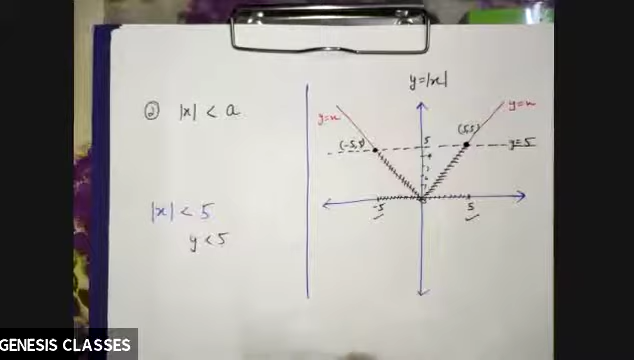 ② |x| < a
|x| < 5
y < 5
y=|x|
y=x
y=x
(-5,5)
5
(5,5)
y=5
-5
5
GENESIS CLASSES